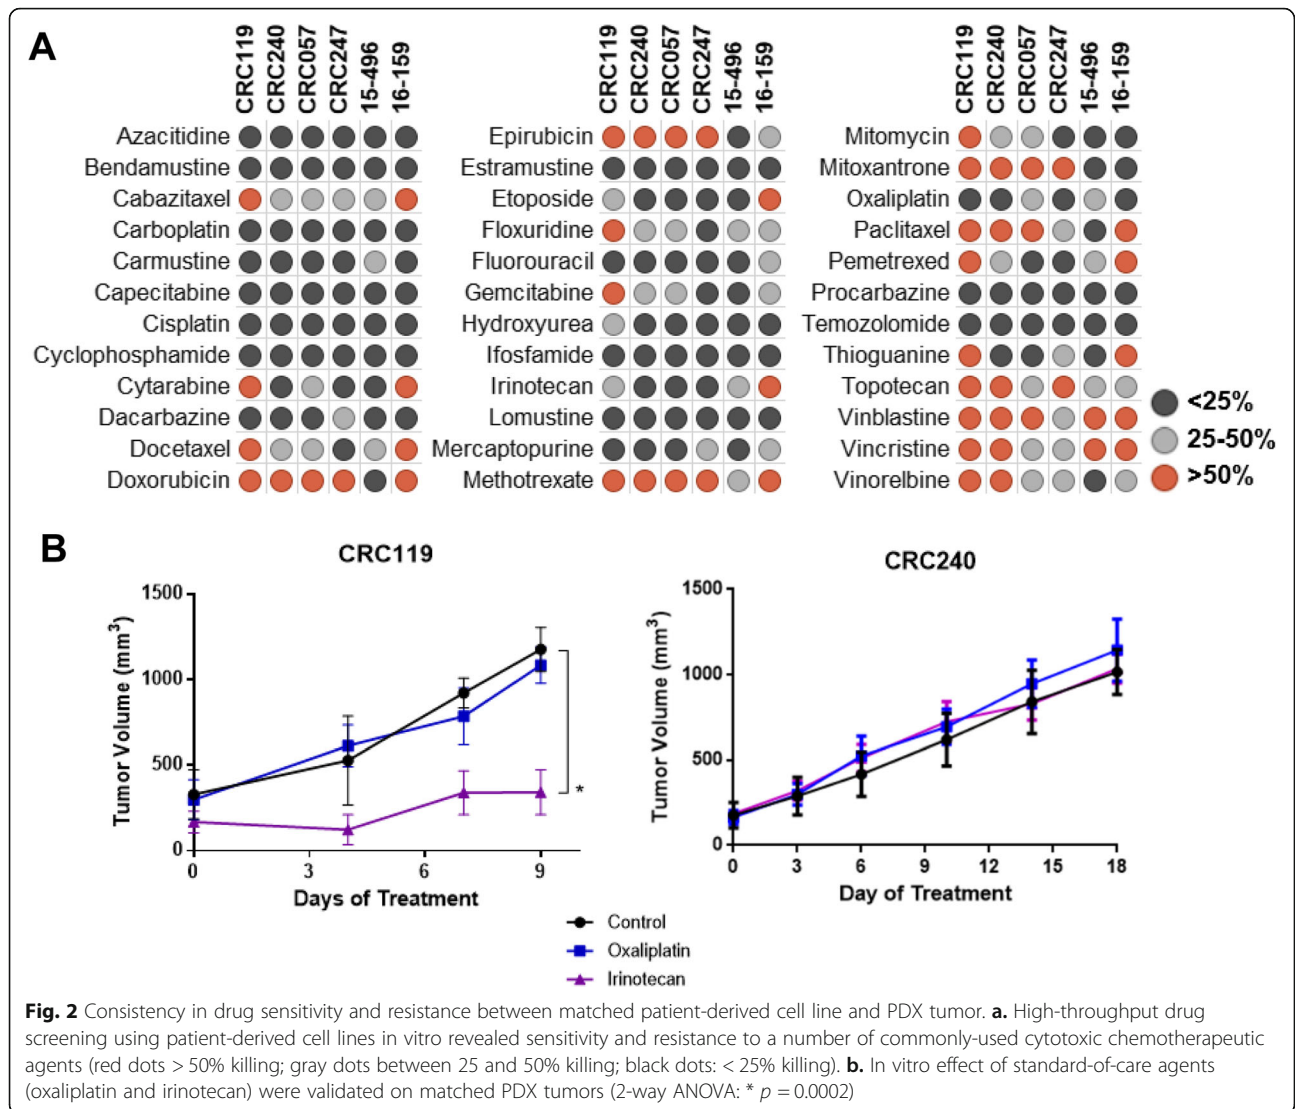 A
CRC119 CRC240 CRC057 CRC247 15-496 16-159
Azacitidine
Bendamustine
Cabazitaxel
Carboplatin
Carmustine
Capecitabine
Cisplatin
Cyclophosphamide
Cytarabine
Dacarbazine
Docetaxel
Doxorubicin
CRC119 CRC240 CRC057 CRC247 15-496 16-159
Epirubicin
Estramustine
Etoposide
Floxuridine
Fluorouracil
Gemcitabine
Hydroxyurea
Ifosfamide
Irinotecan
Lomustine
Mercaptopurine
Methotrexate
CRC119 CRC240 CRC057 CRC247 15-496 16-159
Mitomycin
Mitoxantrone
Oxaliplatin
Paclitaxel
Pemetrexed
Procarbazine
Temozolomide
Thioguanine
Topotecan
Vinblastine
Vincristine
Vinorelbine
<25%
25-50%
>50%
B
CRC119
Tumor Volume (mm³)
1500
1000
500
0
0 3 6 9
Days of Treatment
*
CRC240
Tumor Volume (mm³)
1500
1000
500
0
0 3 6 9 12 15 18
Day of Treatment
Control
Oxaliplatin
Irinotecan
Fig. 2 Consistency in drug sensitivity and resistance between matched patient-derived cell line and PDX tumor. a. High-throughput drug
screening using patient-derived cell lines in vitro revealed sensitivity and resistance to a number of commonly-used cytotoxic chemotherapeutic
agents (red dots > 50% killing; gray dots between 25 and 50% killing; black dots: < 25% killing). b. In vitro effect of standard-of-care agents
(oxaliplatin and irinotecan) were validated on matched PDX tumors (2-way ANOVA: * p = 0.0002)